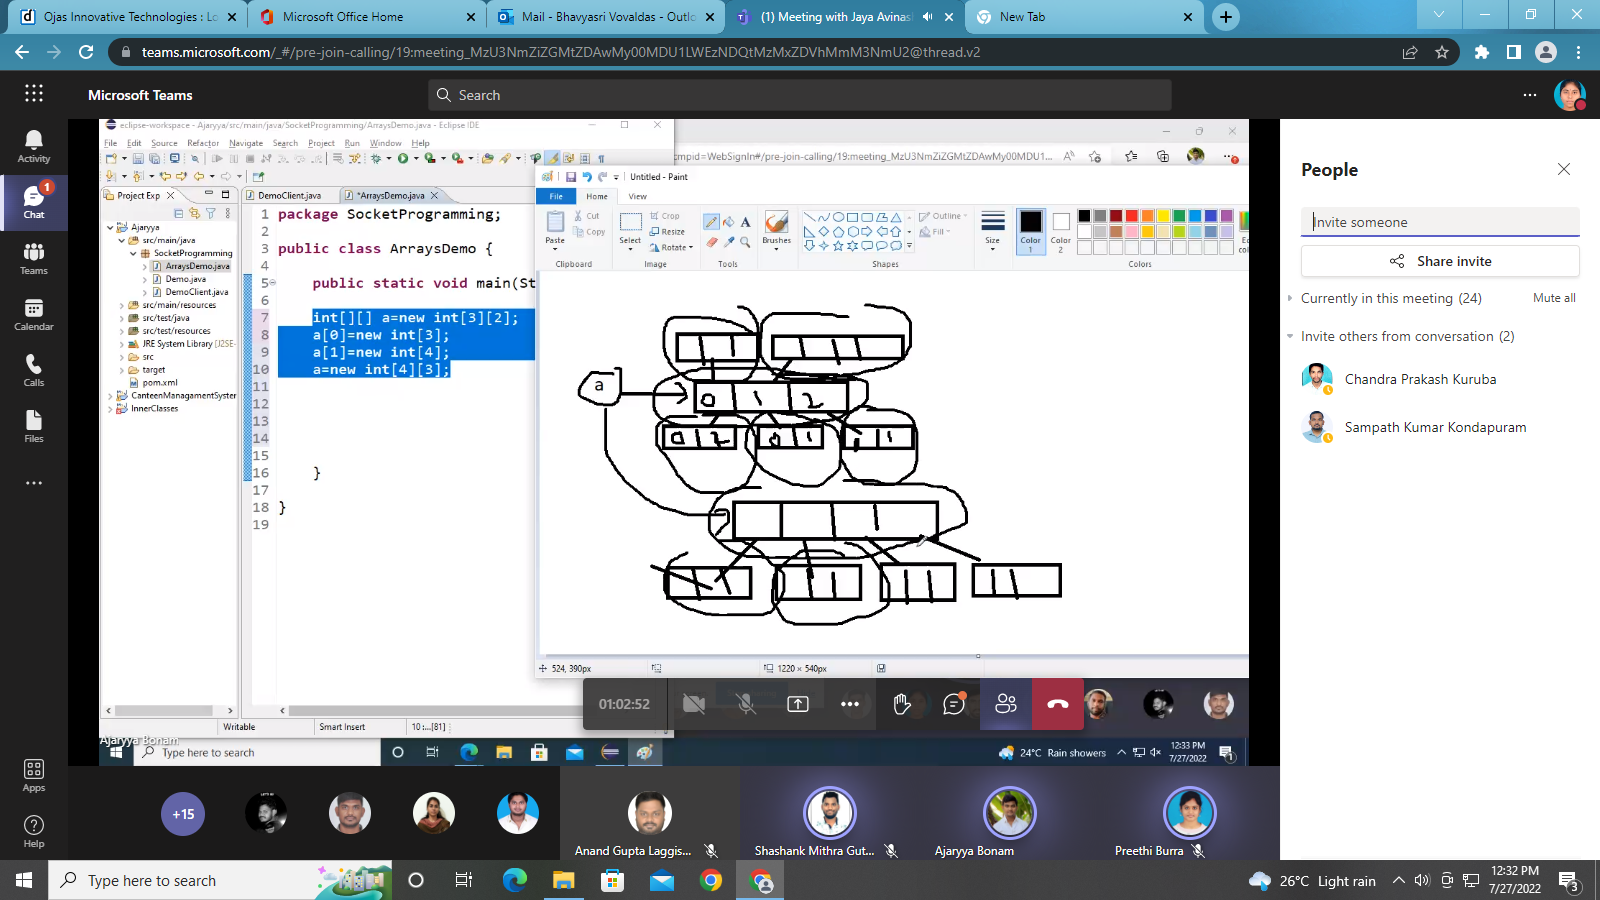 Ojas Innovative Technologies : Lo
Microsoft Office Home
Mail - Bhavyasri Vovaldas - Outlo
(1) Meeting with Jaya Avinash
New Tab
teams.microsoft.com/_#/pre-join-calling/19:meeting_MzU3NmZiZGMtZDAwMy00MDU1LWEzNDQtMzMxZDVhMmM3NmU2@thread.v2
Microsoft Teams
Search
Activity
1
Chat
Teams
Calendar
Calls
Files
Apps
Help
eclipse-workspace - Ajaryya/src/main/java/SocketProgramming/ArraysDemo.java - Eclipse IDE
File Edit Source Refactor Navigate Search Project Run Window Help
Project Exp
DemoClient.java
*ArraysDemo.java
Ajaryya
src/main/java
SocketProgramming
ArraysDemo.java
Demo.java
DemoClient.java
src/main/resources
src/test/java
src/test/resources
JRE System Library [J2SE-
src
target
pom.xml
CanteenManagamentSyster
InnerClasses
1 package SocketProgramming;
2
3 public class ArraysDemo {
4
5 public static void main(St
6
7 int[][] a=new int[3][2];
8 a[0]=new int[3];
9 a[1]=new int[4];
10 a=new int[4][3];
11
12
13
14
15
16 }
17
18 }
19
Writable
Smart Insert
10 :...[81]
mpid=WebSignIn#/pre-join-calling/19:meeting_MzU3NmZiZGMtZDAwMy00MDU1...
Untitled - Paint
File Home View
Paste
Cut
Copy
Clipboard
Select
Crop
Resize
Rotate
Image
A
Tools
Brushes
Outline
Fill
Shapes
Size
Color 1
Color 2
Colors
a
0 1 2
0 2
0 1
1
524, 390px
1220 × 540px
01:02:52
Ajaryya Bonam
Type here to search
24°C Rain showers
12:33 PM
7/27/2022
1
People
Invite someone
Share invite
Currently in this meeting (24)
Mute all
Invite others from conversation (2)
Chandra Prakash Kuruba
Sampath Kumar Kondapuram
+15
Anand Gupta Laggis...
Shashank Mithra Gut...
Ajaryya Bonam
Preethi Burra
Type here to search
26°C Light rain
12:32 PM
7/27/2022
3